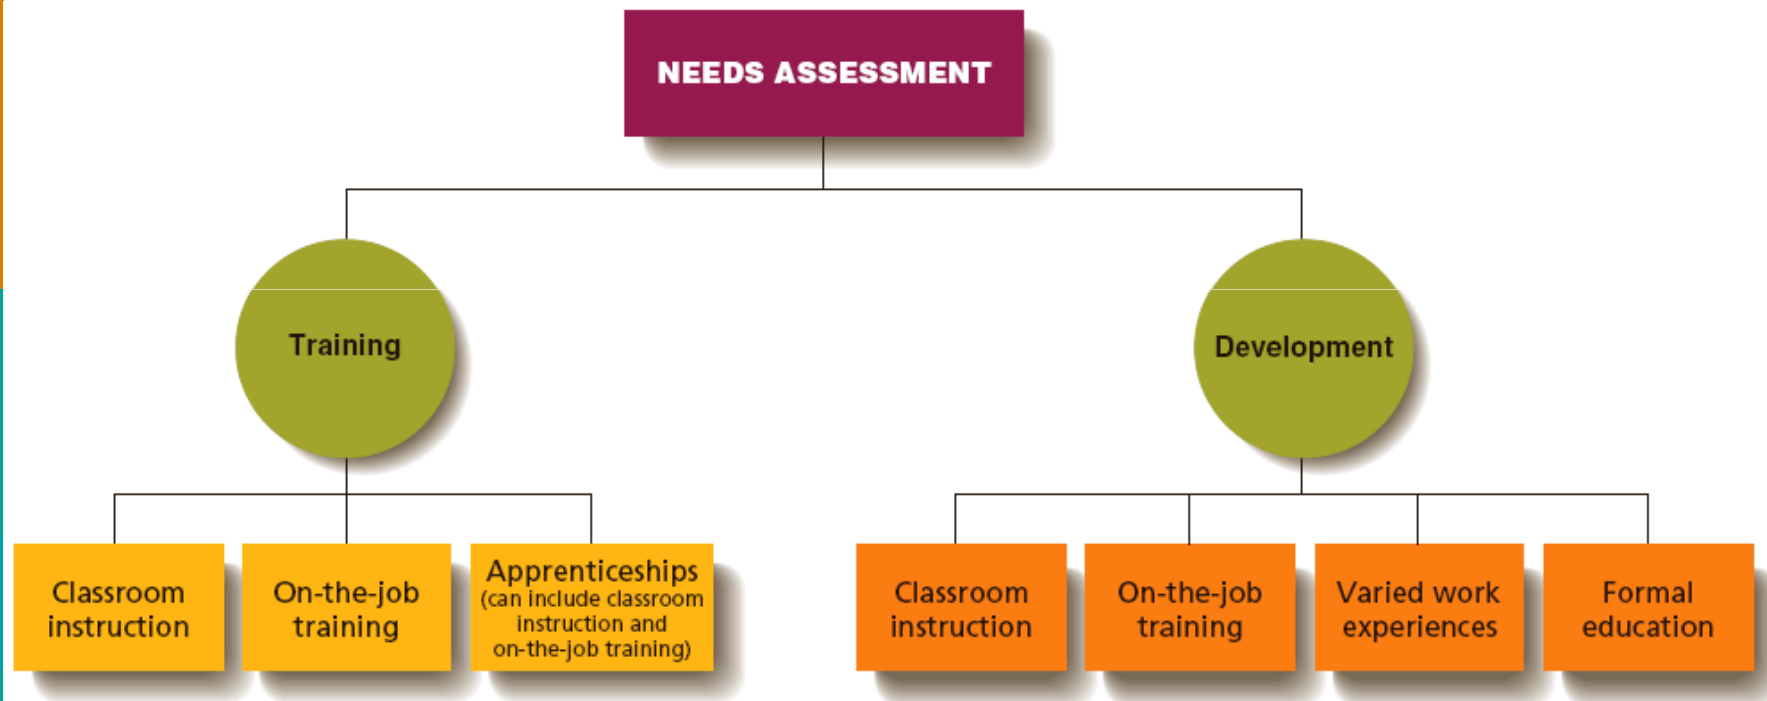 NEEDS ASSESSMENT
Training
Development
Classroom
instruction
On-the-job
training
Apprenticeships
(can include classroom
instruction and
on-the-job training)
Classroom
instruction
On-the-job
training
Varied work
experiences
Formal
education